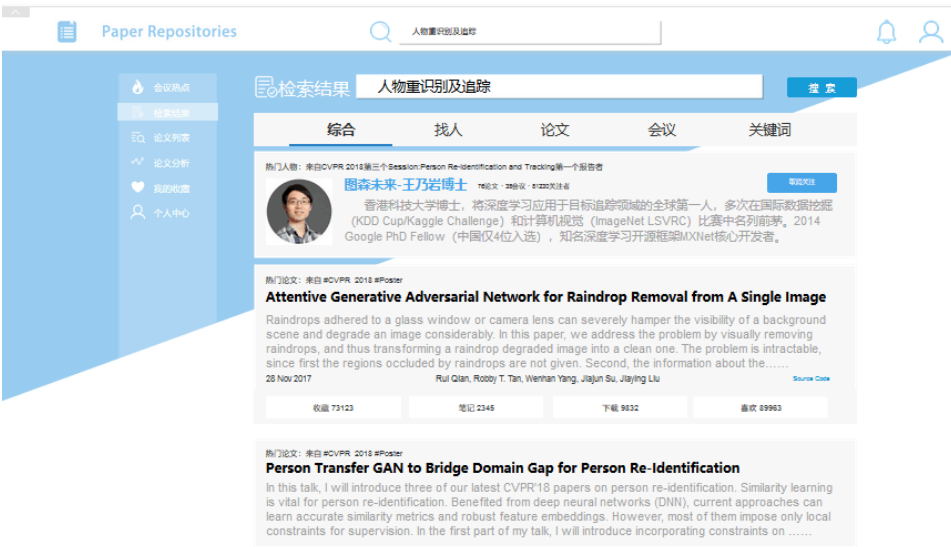 Paper Repositories
人物重识别及追踪
会议热点
检索结果
论文列表
论文分析
我的收藏
个人中心
检索结果
人物重识别及追踪
搜 索
综合
找人
论文
会议
关键词
热门人物：来自CVPR 2018第三个Session:Person Re-Identification and Tracking第一个报告者
图森未来-王乃岩博士 76论文 · 38会议 · 81230关注者
香港科技大学博士，将深度学习应用于目标追踪领域的全球第一人，多次在国际数据挖掘
（KDD Cup/Kaggle Challenge）和计算机视觉（ImageNet LSVRC）比赛中名列前茅。2014
Google PhD Fellow（中国仅4位入选），知名深度学习开源框架MXNet核心开发者。
热门论文：来自 #CVPR 2018 #Poster
Attentive Generative Adversarial Network for Raindrop Removal from A Single Image
Raindrops adhered to a glass window or camera lens can severely hamper the visibility of a background
scene and degrade an image considerably. In this paper, we address the problem by visually removing
raindrops, and thus transforming a raindrop degraded image into a clean one. The problem is intractable,
since first the regions occluded by raindrops are not given. Second, the information about the……
28 Nov 2017
Rui Qian, Robby T. Tan, Wenhan Yang, Jiajun Su, Jiaying Liu
Source Code
收藏 73123
笔记 2345
下载 9832
喜欢 89963
热门论文：来自 #CVPR 2018 #Poster
Person Transfer GAN to Bridge Domain Gap for Person Re-Identification
In this talk, I will introduce three of our latest CVPR'18 papers on person re-identification. Similarity learning
is vital for person re-identification. Benefited from deep neural networks (DNN), current approaches can
learn accurate similarity metrics and robust feature embeddings. However, most of them impose only local
constraints for supervision. In the first part of my talk, I will introduce incorporating constraints on ……